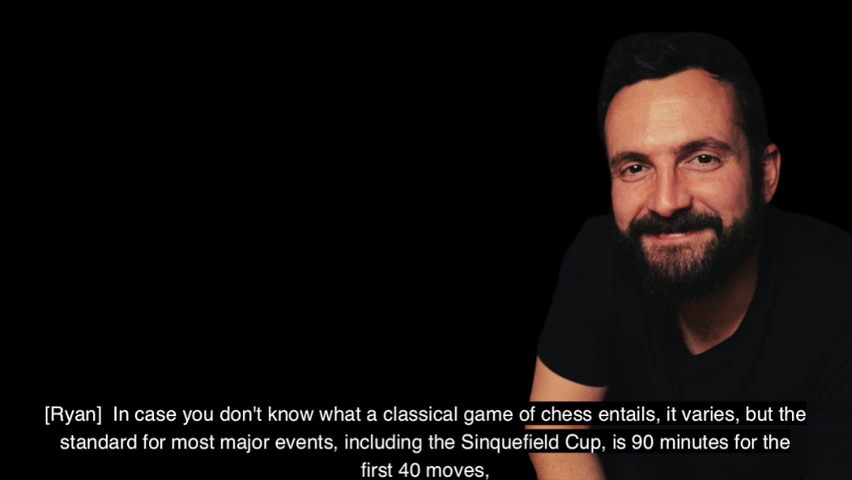 [Ryan]  In case you don't know what a classical game of chess entails, it varies, but the
standard for most major events, including the Sinquefield Cup, is 90 minutes for the
first 40 moves,